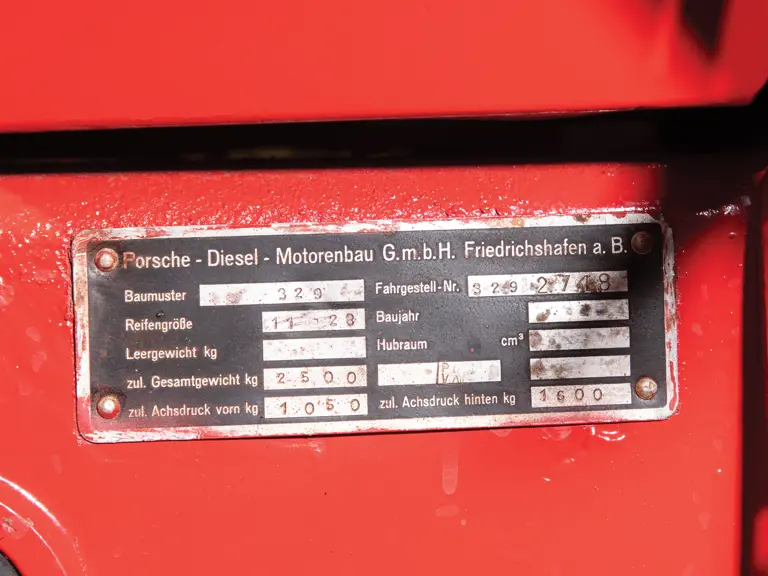 Porsche - Diesel - Motorenbau G.m.b.H. Friedrichshafen a. B.
Baumuster 329 Fahrgestell-Nr. 329 2718
Reifengröße 11 28 Baujahr
Leergewicht kg Hubraum cm³
zul. Gesamtgewicht kg 2500
zul. Achsdruck vorn kg 1050 zul. Achsdruck hinten kg 1600